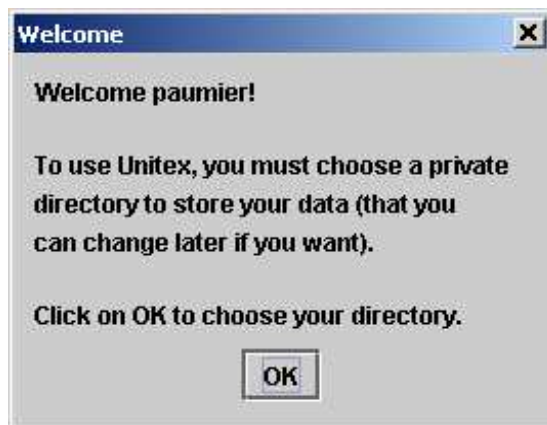 Welcome
Welcome paumier!
To use Unitex, you must choose a private
directory to store your data (that you
can change later if you want).
Click on OK to choose your directory.
OK